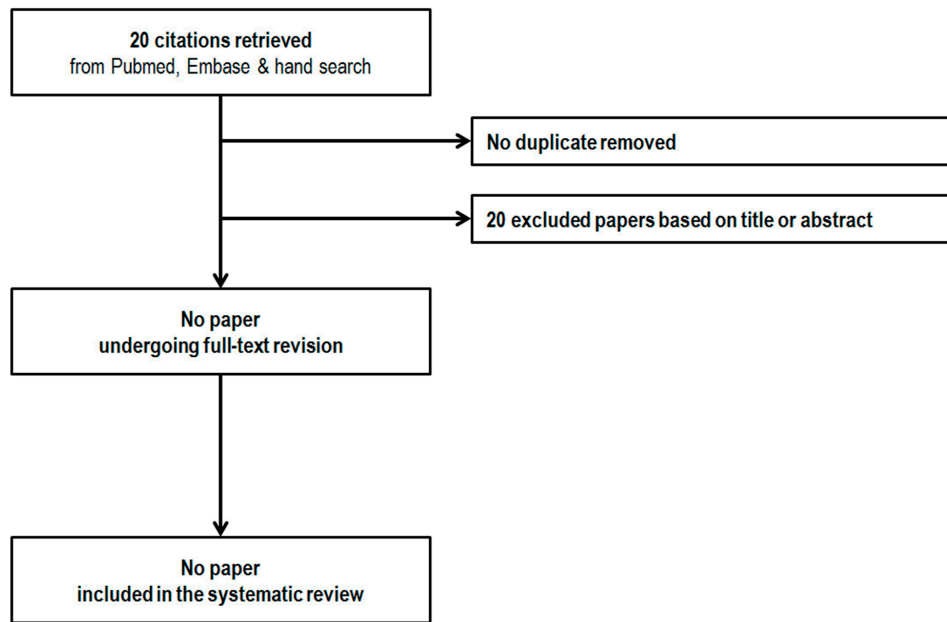 20 citations retrieved
from Pubmed, Embase & hand search
No duplicate removed
20 excluded papers based on title or abstract
No paper
undergoing full-text revision
No paper
included in the systematic review